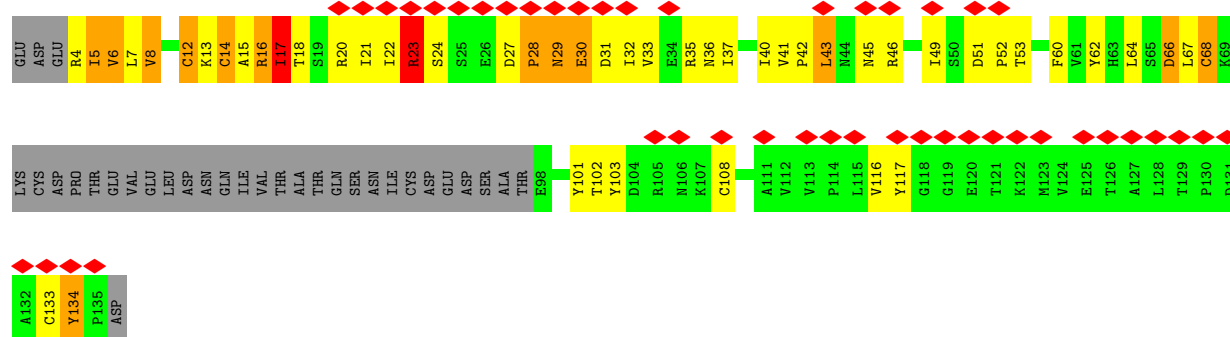 GLU ASP GLU R4 I5 V6 L7 V8 C12 K13 C14 A15 R16 I17 T18 S19 R20 I21 I22 R23 S24 S25 E26 D27 P28 N29 E30 D31 I32 V33 E34 R35 N36 I37 I40 V41 P42 L43 N44 N45 R46 I49 S50 D51 P52 T53 F60 V61 Y62 H63 L64 S65 D66 L67 C68 K69
LYS CYS ASP PRO THR GLU VAL GLU LEU ASP ASN GLN ILE VAL THR ALA THR GLN SER ASN ILE CYS ASP GLU ASP SER ALA THR E98 Y101 T102 Y103 D104 R105 N106 K107 C108 A111 V112 V113 P114 L115 V116 Y117 G118 G119 E120 T121 K122 M123 V124 E125 T126 A127 L128 T129 P130
A132 C133 Y134 P135 ASP